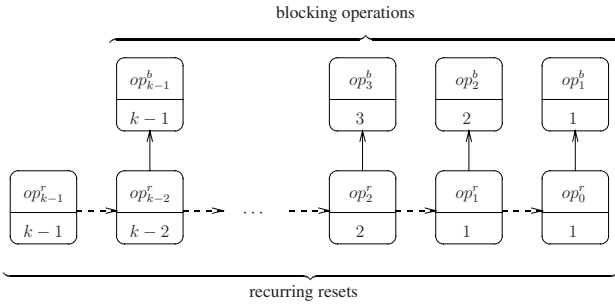 blocking operations
op^b_{k−1} op^b_3 op^b_2 op^b_1
k − 1 3 2 1
op^r_{k−1} op^r_{k−2} ... op^r_2 op^r_1 op^r_0
k − 1 k − 2 2 1 1
recurring resets